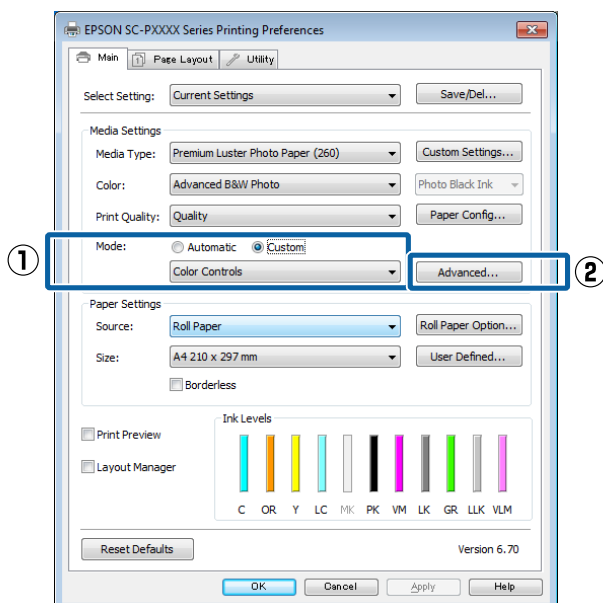 EPSON SC-PXXXX Series Printing Preferences
Main Page Layout Utility
Select Setting: Current Settings Save/Del...
Media Settings
Media Type: Premium Luster Photo Paper (260) Custom Settings...
Color: Advanced B&W Photo Photo Black Ink
Print Quality: Quality Paper Config...
Mode: Automatic Custom
① Color Controls Advanced... ②
Paper Settings
Source: Roll Paper Roll Paper Option...
Size: A4 210 x 297 mm User Defined...
Borderless
Ink Levels
Print Preview
Layout Manager
C OR Y LC MK PK VM LK GR LLK VLM
Reset Defaults Version 6.70
OK Cancel Apply Help